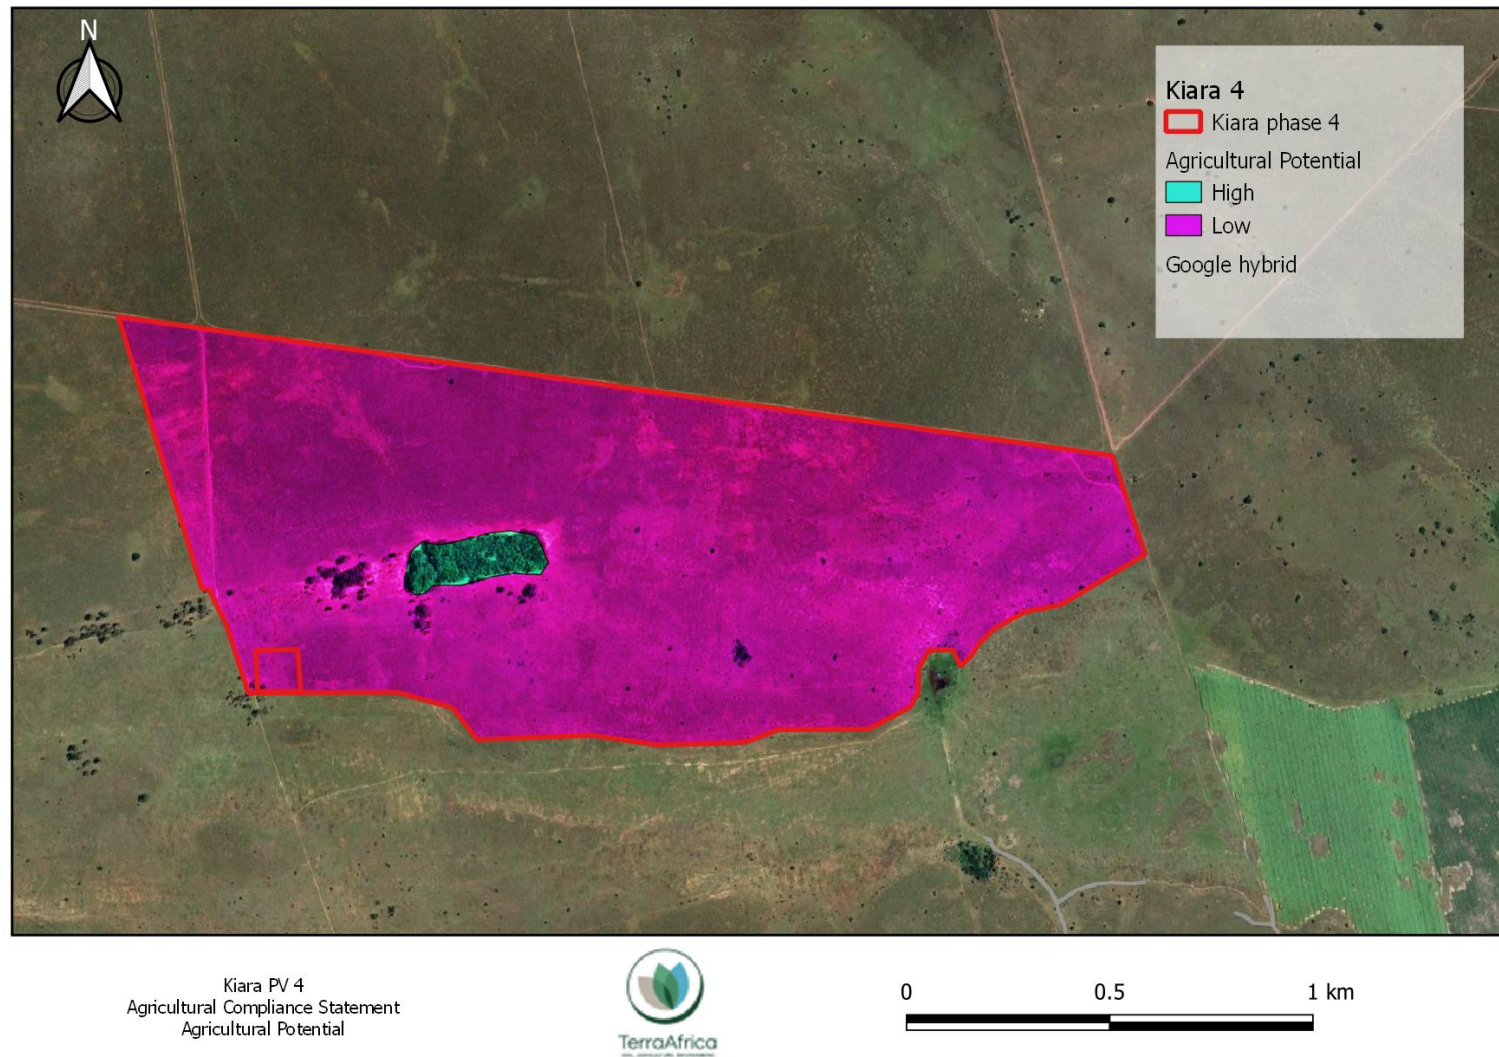 N
Kiara 4
Kiara phase 4
Agricultural Potential
High
Low
Google hybrid
Kiara PV 4
Agricultural Compliance Statement
Agricultural Potential
TerraAfrica
0 0.5 1 km